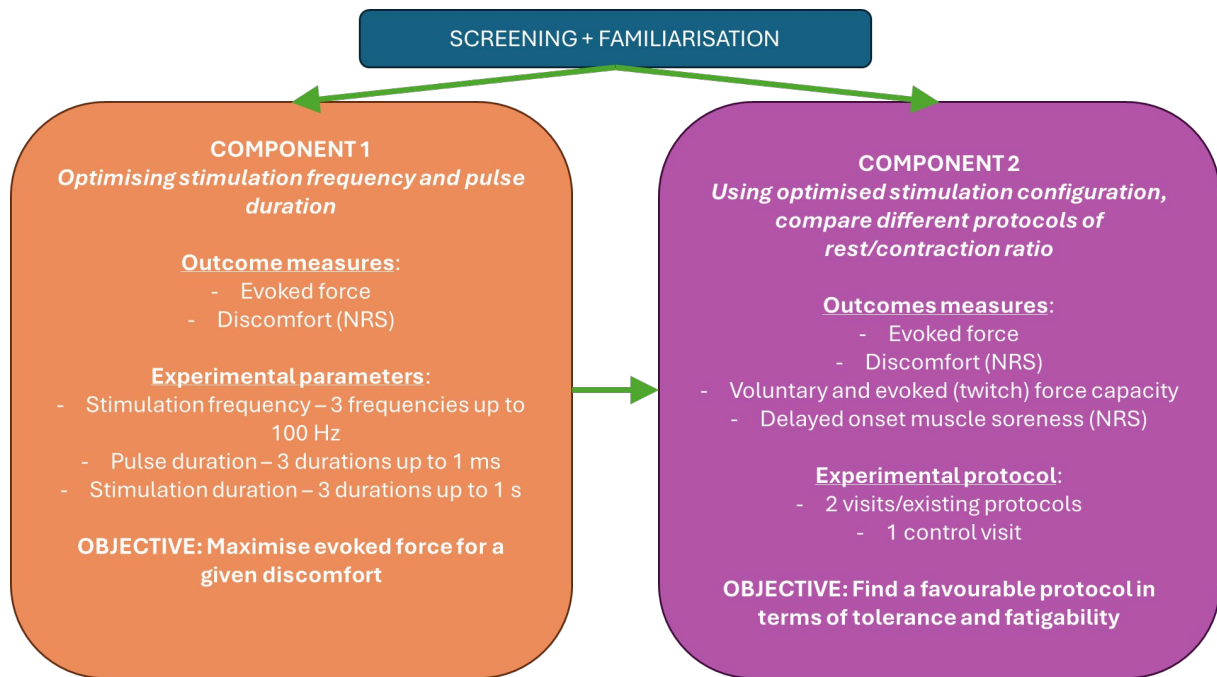 SCREENING + FAMILIARISATION
COMPONENT 1
Optimising stimulation frequency and pulse
duration
Outcome measures:
- Evoked force
- Discomfort (NRS)
Experimental parameters:
- Stimulation frequency – 3 frequencies up to
100 Hz
- Pulse duration – 3 durations up to 1 ms
- Stimulation duration – 3 durations up to 1 s
OBJECTIVE: Maximise evoked force for a
given discomfort
COMPONENT 2
Using optimised stimulation configuration,
compare different protocols of
rest/contraction ratio
Outcomes measures:
- Evoked force
- Discomfort (NRS)
- Voluntary and evoked (twitch) force capacity
- Delayed onset muscle soreness (NRS)
Experimental protocol:
- 2 visits/existing protocols
- 1 control visit
OBJECTIVE: Find a favourable protocol in
terms of tolerance and fatigability